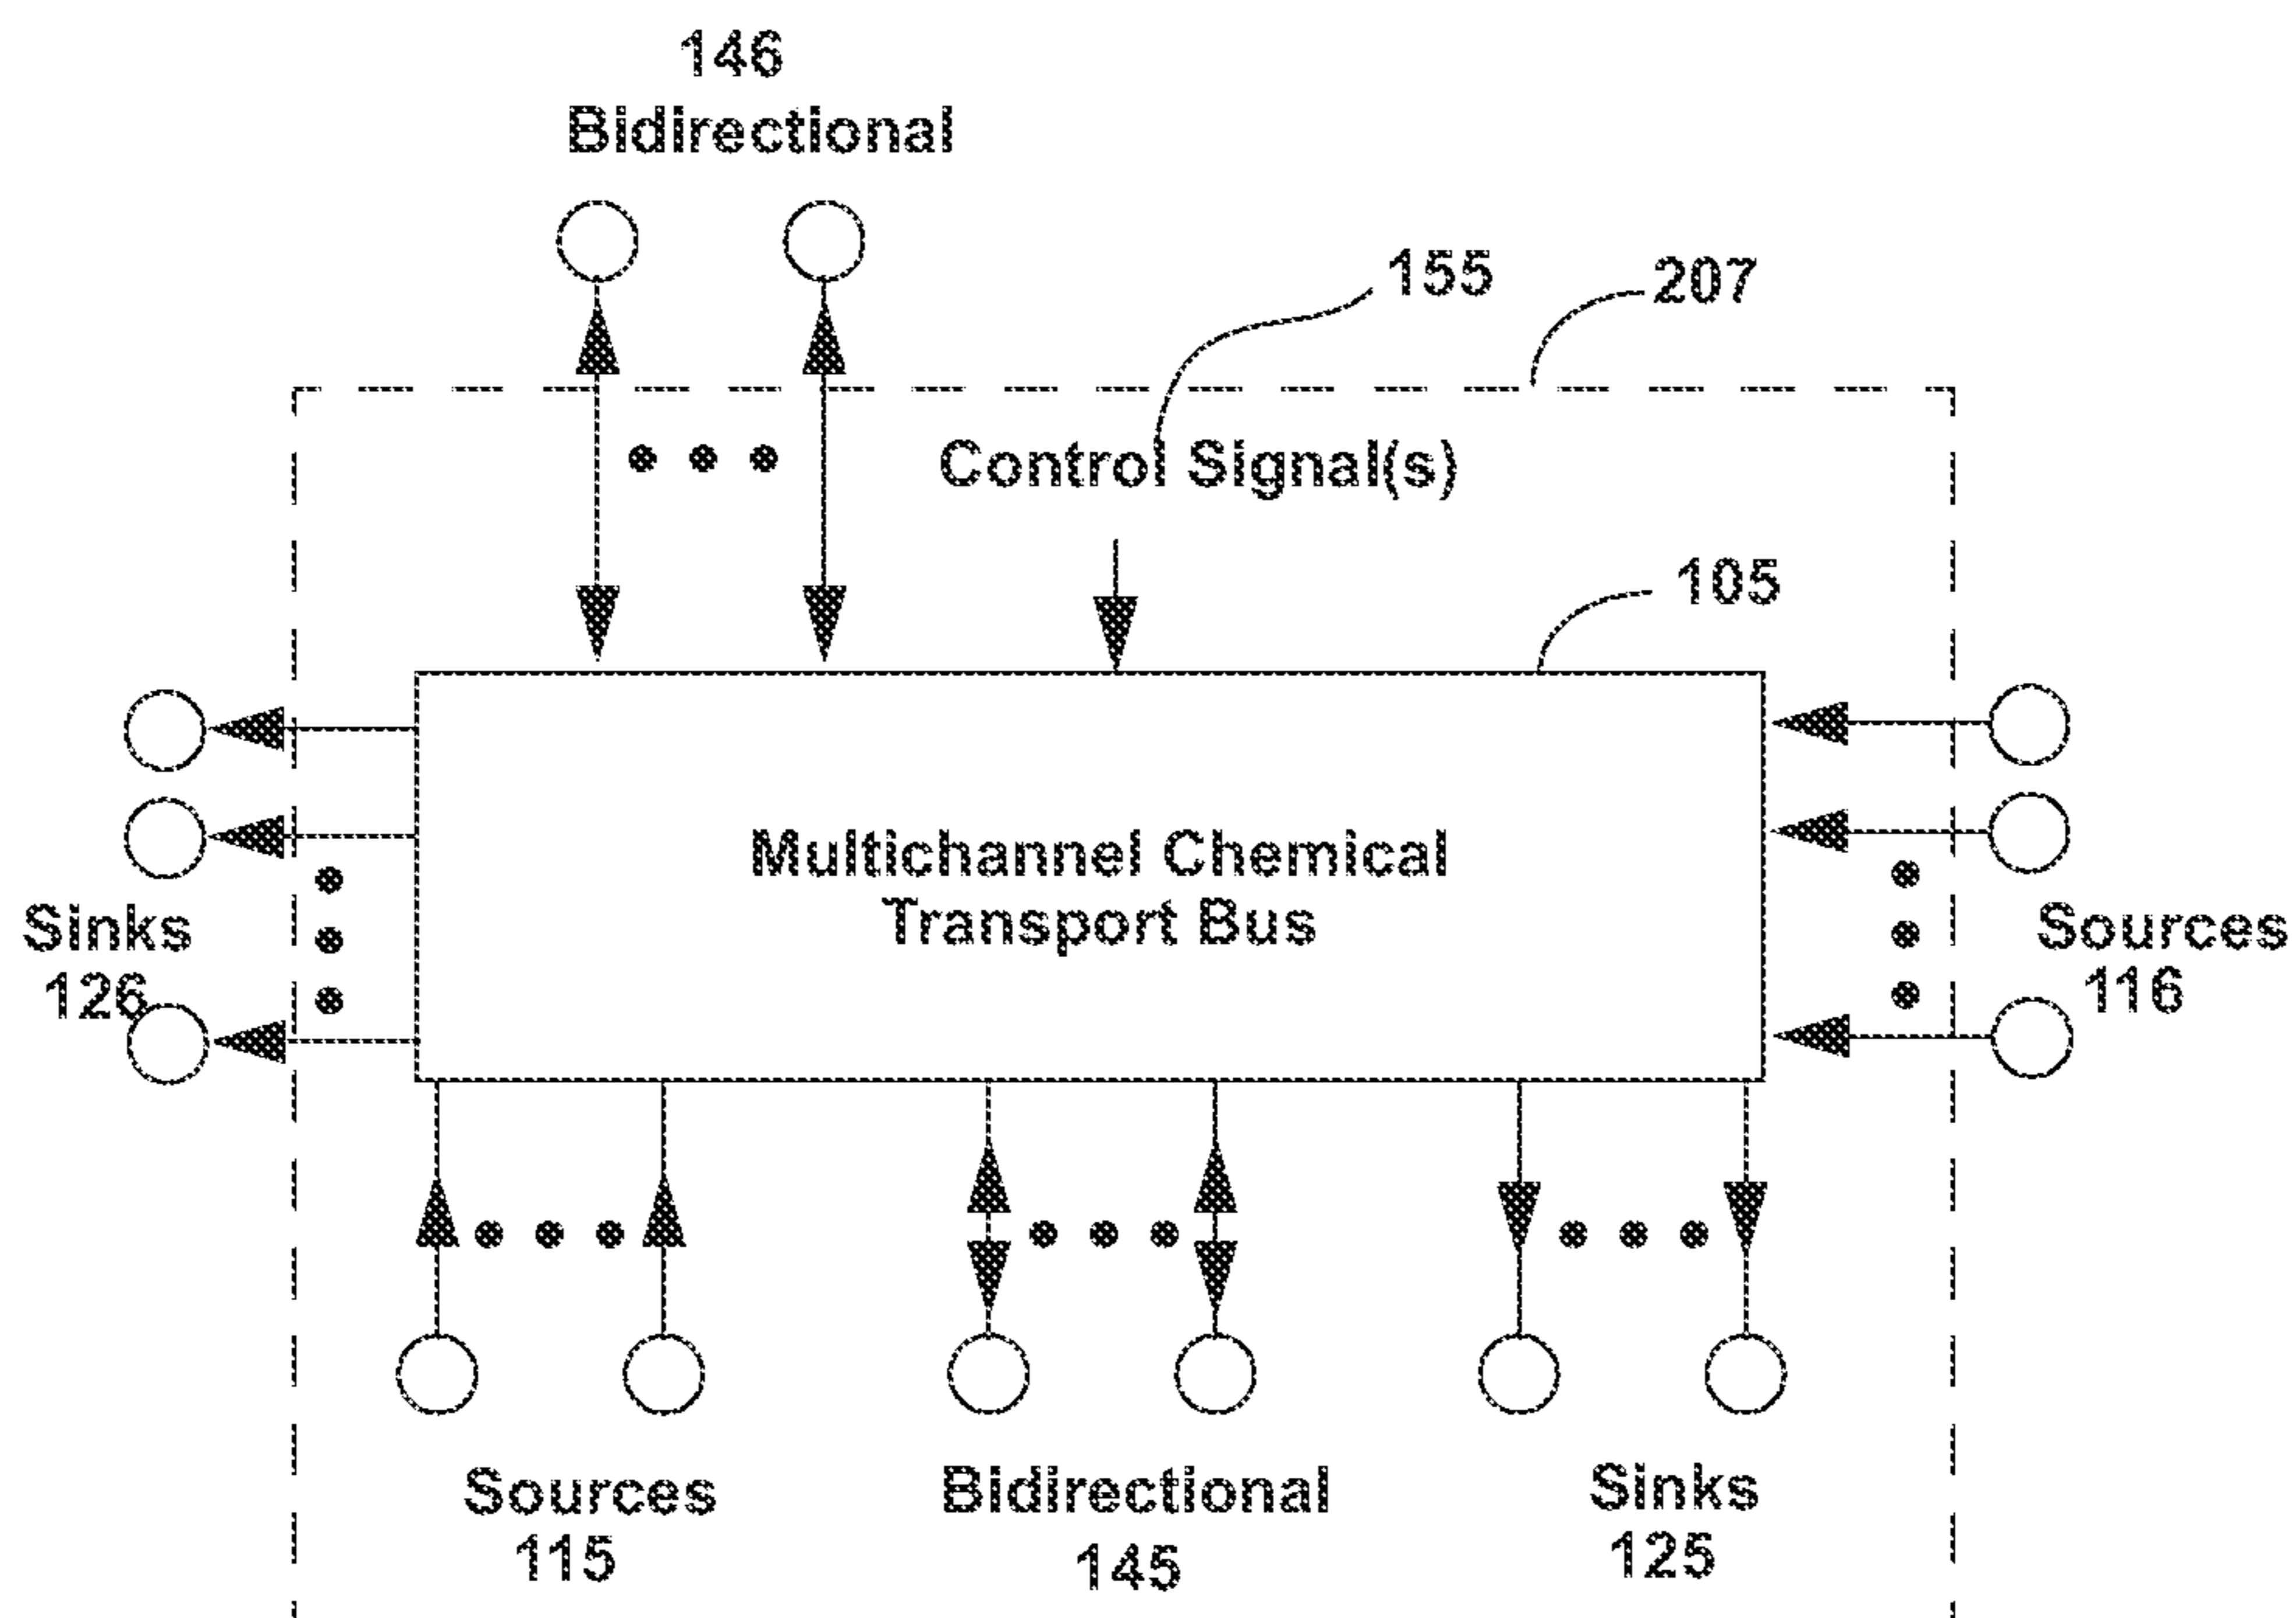 146
Bidirectional
155
207
Control Signal(s)
105
Multichannel Chemical
Transport Bus
Sinks
126
Sources
116
Sources
115
Bidirectional
145
Sinks
125